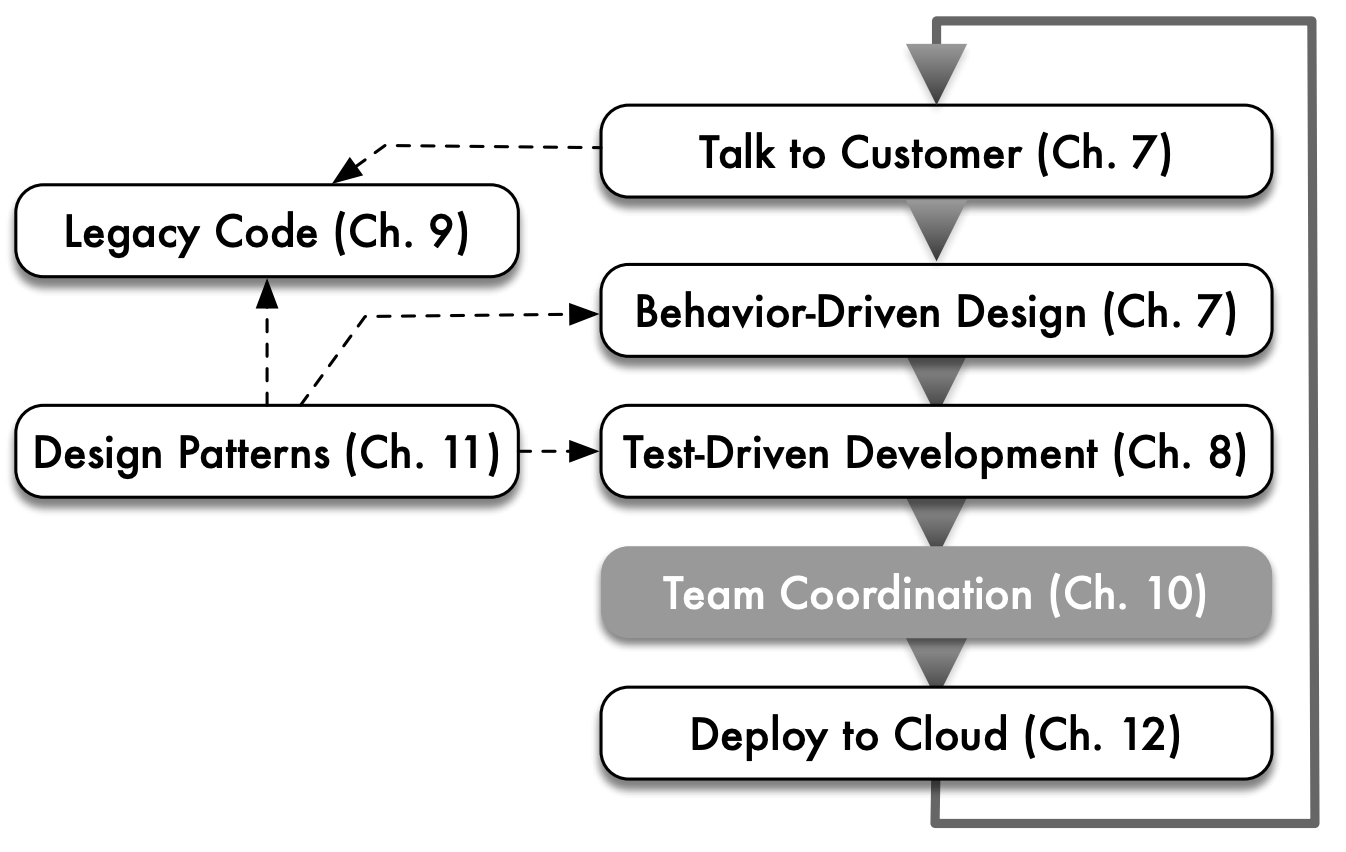 Talk to Customer (Ch. 7)
Legacy Code (Ch. 9)
Behavior-Driven Design (Ch. 7)
Design Patterns (Ch. 11)
Test-Driven Development (Ch. 8)
Team Coordination (Ch. 10)
Deploy to Cloud (Ch. 12)